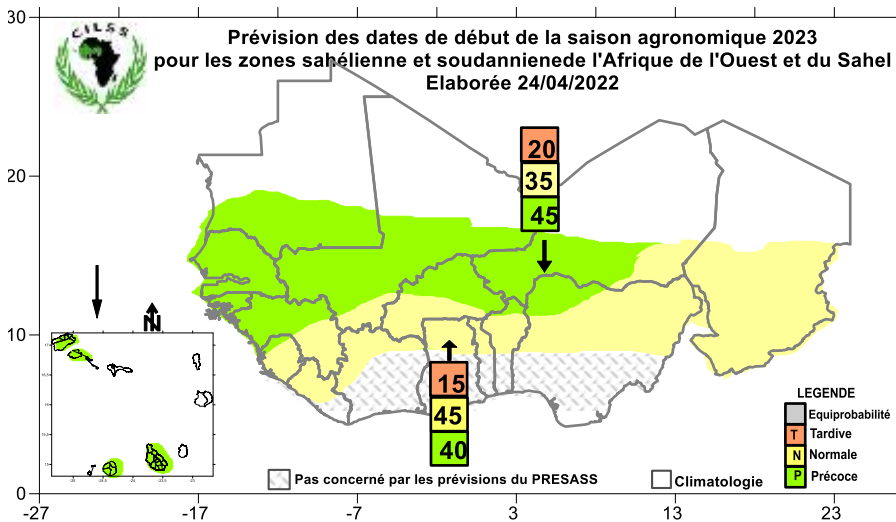 CILSS
Prévision des dates de début de la saison agronomique 2023
pour les zones sahélienne et soudannienede l'Afrique de l'Ouest et du Sahel
Elaborée 24/04/2022
30
20
10
0
-27
-17
-7
3
13
23
20
35
45
15
45
40
N
LEGENDE
Equiprobabilité
T Tardive
N Normale
P Précoce
Pas concerné par les prévisions du PRESASS
Climatologie